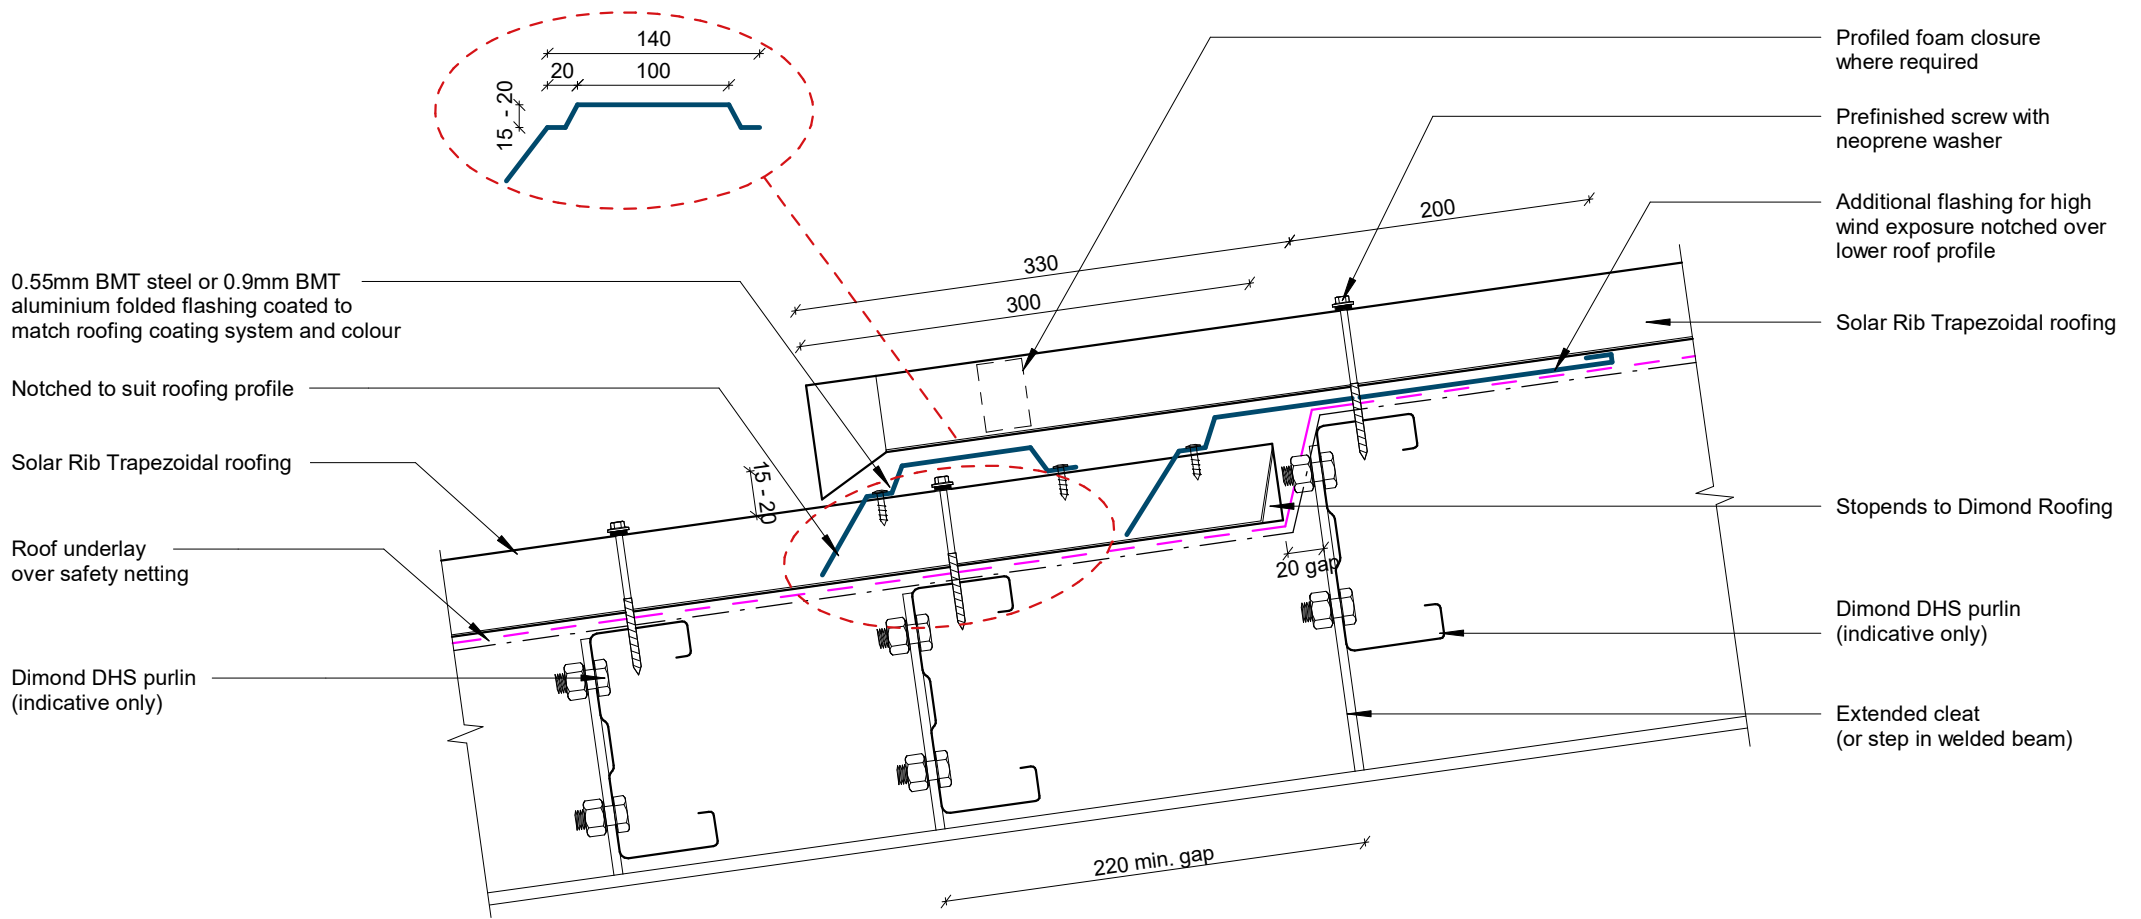 140
20
100
15 - 20
Profiled foam closure
where required
Prefinished screw with
neoprene washer
200
Additional flashing for high
wind exposure notched over
lower roof profile
330
300
0.55mm BMT steel or 0.9mm BMT
aluminium folded flashing coated to
match roofing coating system and colour
Solar Rib Trapezoidal roofing
Notched to suit roofing profile
Solar Rib Trapezoidal roofing
15 - 20
Stopends to Dimond Roofing
Roof underlay
over safety netting
20 gap
Dimond DHS purlin
(indicative only)
Dimond DHS purlin
(indicative only)
Extended cleat
(or step in welded beam)
220 min. gap